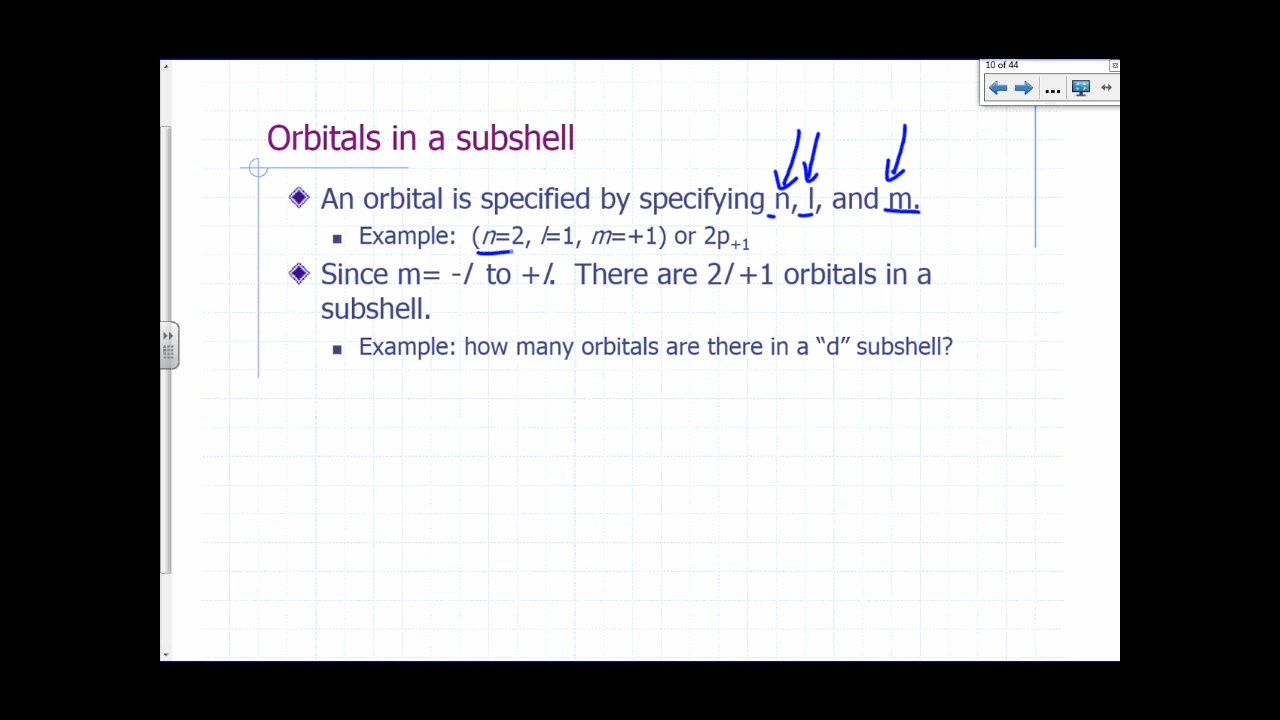 10 of 44
Orbitals in a subshell
An orbital is specified by specifying n, l, and m.
Example: (n=2, l=1, m=+1) or 2p+1
Since m= -l to +l. There are 2l+1 orbitals in a
subshell.
Example: how many orbitals are there in a “d” subshell?